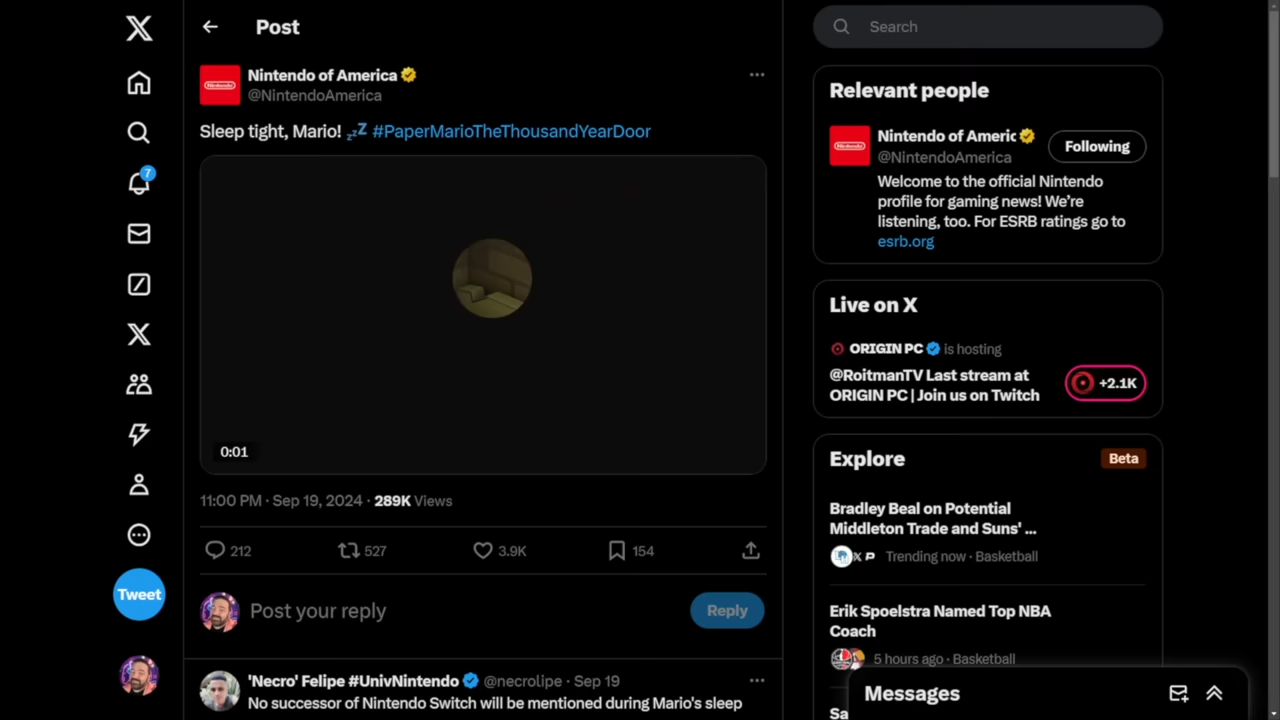 Post
Search
Nintendo of America
@NintendoAmerica
Sleep tight, Mario! 💤 #PaperMarioTheThousandYearDoor
0:01
11:00 PM · Sep 19, 2024 · 289K Views
212 527 3.9K 154
Post your reply
Reply
'Necro' Felipe #UnivNintendo @necrolipe · Sep 19
No successor of Nintendo Switch will be mentioned during Mario's sleep
7
Tweet
Relevant people
Nintendo of Americ
@NintendoAmerica
Following
Welcome to the official Nintendo
profile for gaming news! We're
listening, too. For ESRB ratings go to
esrb.org
Live on X
ORIGIN PC is hosting
@RoitmanTV Last stream at
ORIGIN PC | Join us on Twitch
+2.1K
Explore
Beta
Bradley Beal on Potential
Middleton Trade and Suns' ...
Trending now · Basketball
Erik Spoelstra Named Top NBA
Coach
5 hours ago · Basketball
Sa
Messages